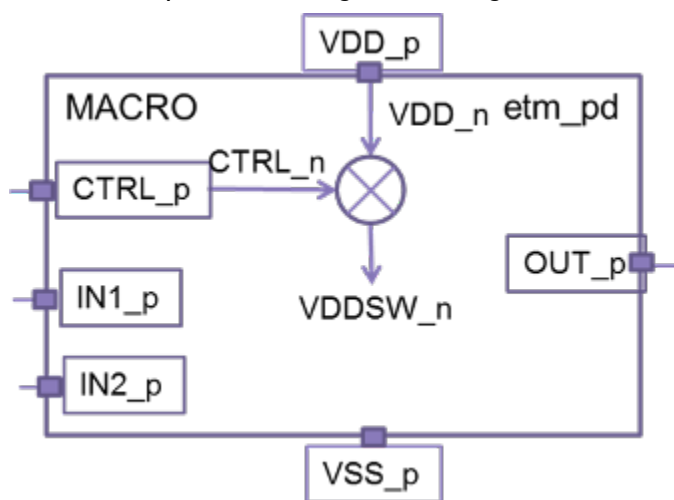 VDD_p
MACRO
VDD_n
etm_pd
CTRL_n
CTRL_p
OUT_p
IN1_p
VDDSW_n
IN2_p
VSS_p